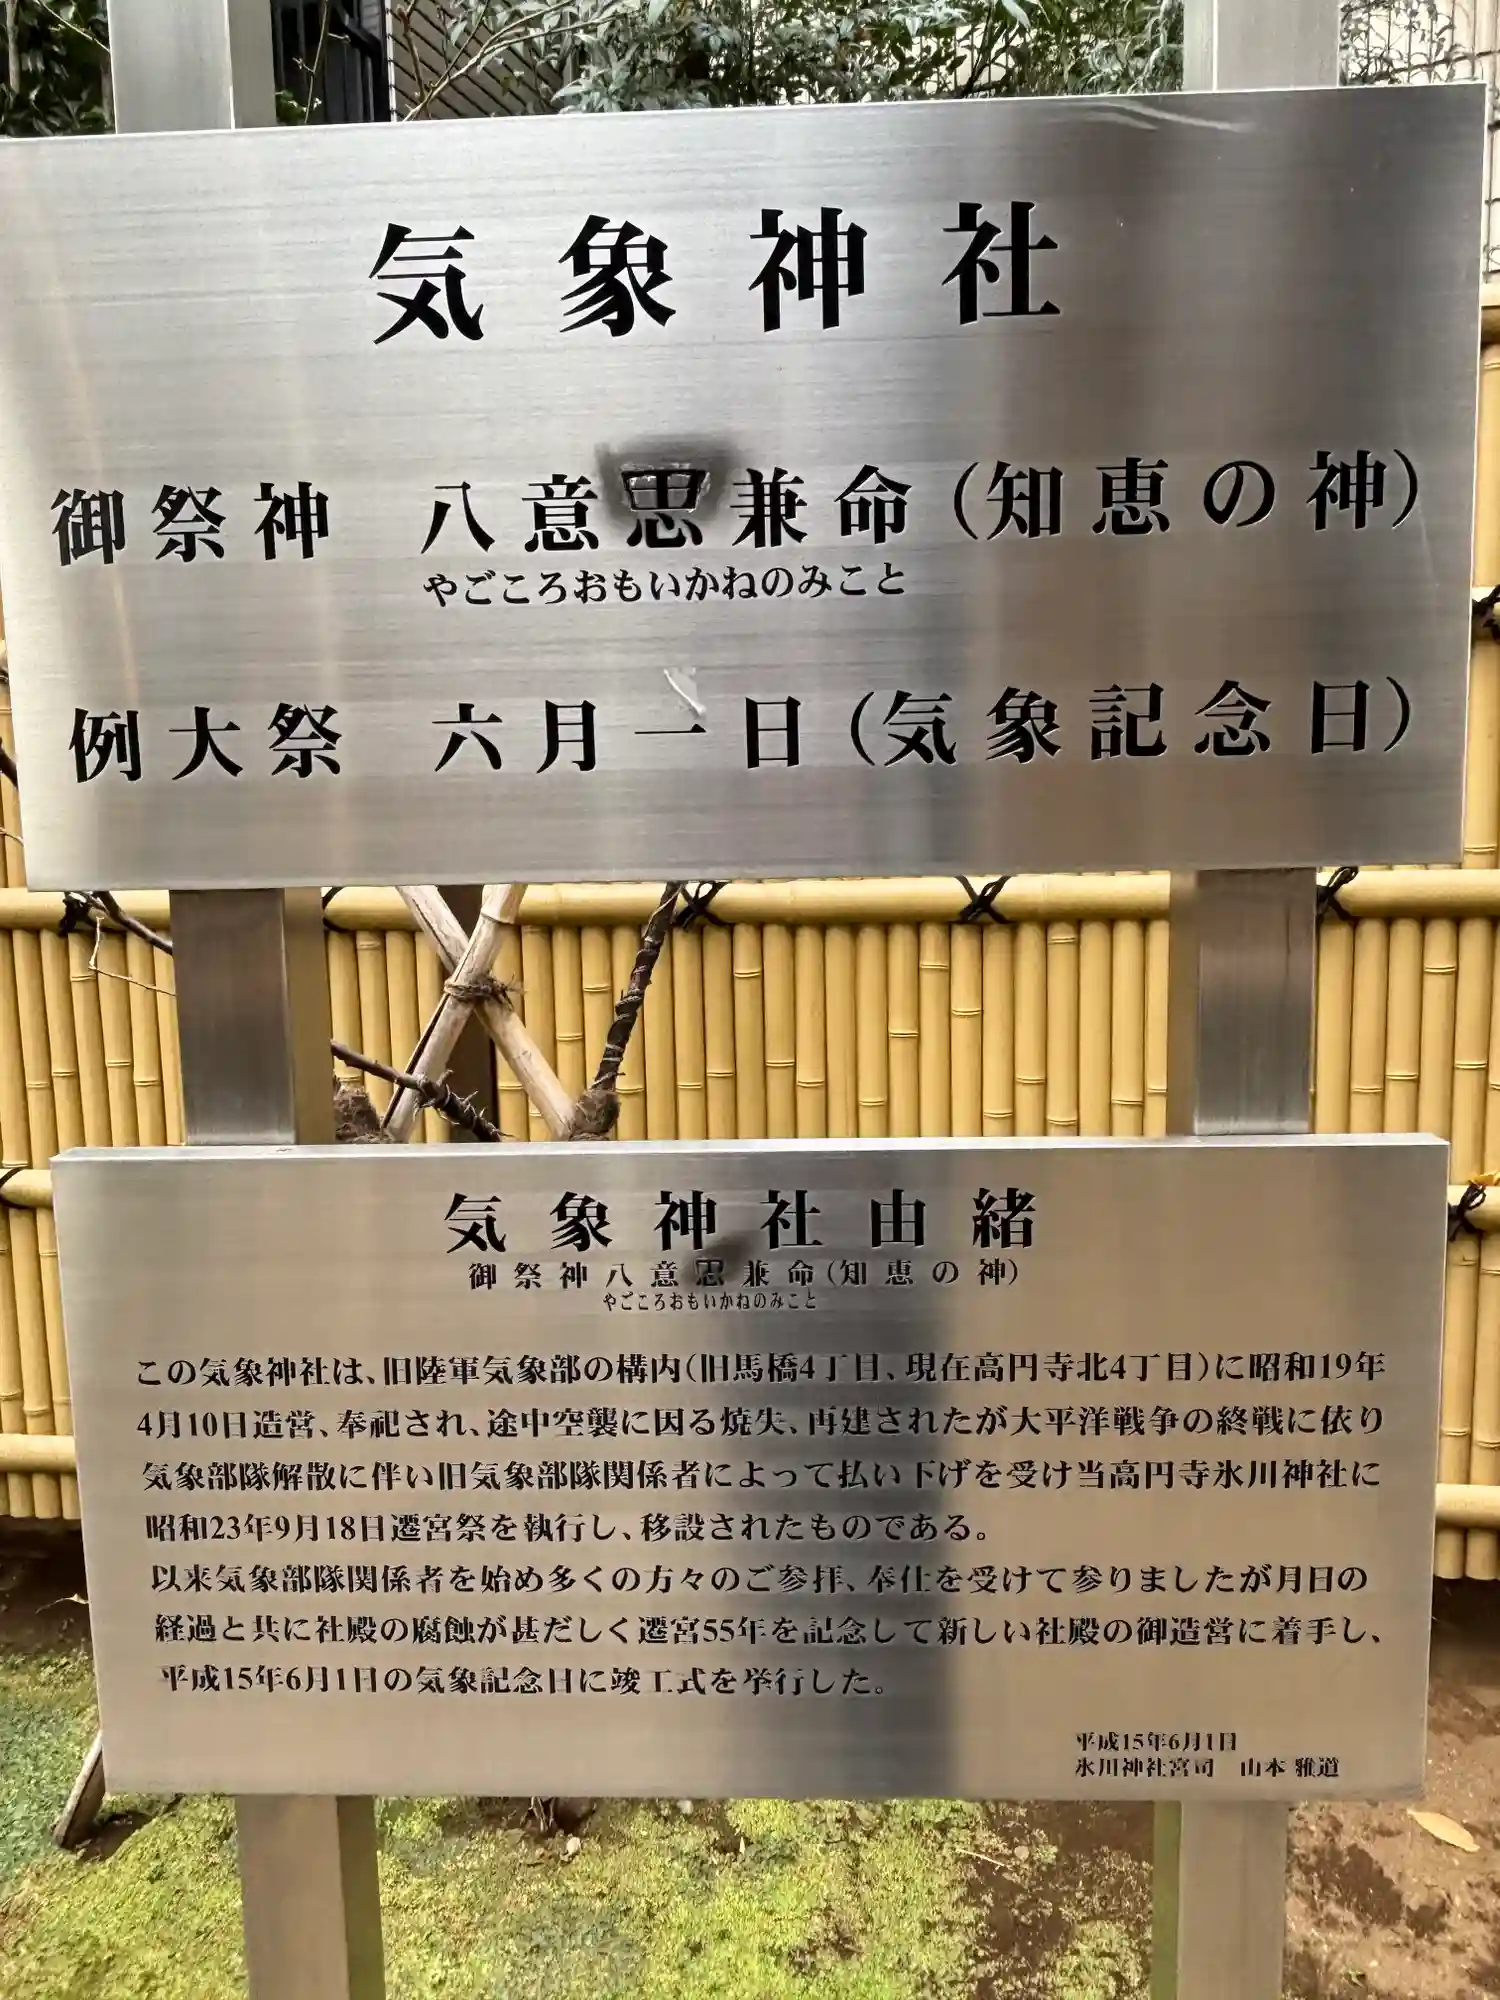 気象神社
御祭神 八意思兼命(知恵の神)
やごころおもいかねのみこと
例大祭 六月一日(気象記念日)
気象神社由緒
御祭神八意思兼命(知恵の神)
やごころおもいかねのみこと
この気象神社は、旧陸軍気象部の構内(旧馬橋4丁目、現在高円寺北4丁目)に昭和19年
4月10日造営、奉祀され、途中空襲に因る焼失、再建されたが大平洋戦争の終戦に依り
気象部隊解散に伴い旧気象部隊関係者によって払い下げを受け当高円寺氷川神社に
昭和23年9月18日遷宮祭を執行し、移設されたものである。
以来気象部隊関係者を始め多くの方々のご参拝、奉仕を受けて参りましたが月日の
経過と共に社殿の腐蝕が甚だしく遷宮55年を記念して新しい社殿の御造営に着手し、
平成15年6月1日の気象記念日に竣工式を挙行した。
平成15年6月1日
氷川神社宮司 山本 雅道